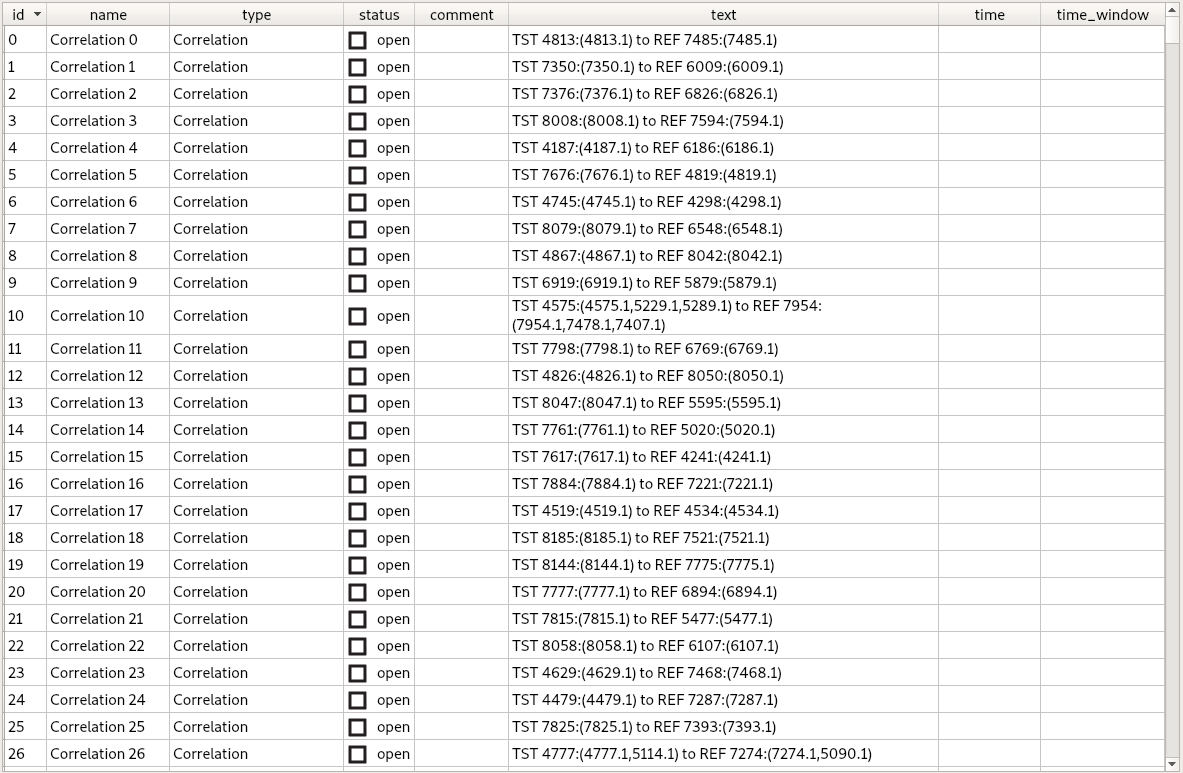 id name type status comment text time time_window
0 Correlation 0 Correlation open TST 4813:(4813.1) to REF 7485:(7485.1)
1 Correlation 1 Correlation open TST 7350:(7350.1) to REF 6009:(6009.1)
2 Correlation 2 Correlation open TST 7376:(7376.1) to REF 6826:(6826.1)
3 Correlation 3 Correlation open TST 8008:(8008.1) to REF 7594:(7594.1)
4 Correlation 4 Correlation open TST 4187:(4187.1) to REF 6186:(6186.1)
5 Correlation 5 Correlation open TST 7676:(7676.1) to REF 4819:(4819.1)
6 Correlation 6 Correlation open TST 4745:(4745.1) to REF 4298:(4298.1)
7 Correlation 7 Correlation open TST 8079:(8079.1) to REF 6548:(6548.1)
8 Correlation 8 Correlation open TST 4867:(4867.1) to REF 8042:(8042.1)
9 Correlation 9 Correlation open TST 6919:(6919.1) to REF 5879:(5879.1)
10 Correlation 10 Correlation open TST 4575:(4575.1,5229.1,5289.1) to REF 7954:
(7954.1,7478.1,7407.1)
11 Correlation 11 Correlation open TST 7798:(7798.1) to REF 6769:(6769.1)
12 Correlation 12 Correlation open TST 4826:(4826.1) to REF 8050:(8050.1)
13 Correlation 13 Correlation open TST 8047:(8047.1) to REF 5595:(5595.1)
14 Correlation 14 Correlation open TST 7761:(7761.1) to REF 5020:(5020.1)
15 Correlation 15 Correlation open TST 7617:(7617.1) to REF 4241:(4241.1)
16 Correlation 16 Correlation open TST 7884:(7884.1) to REF 7221:(7221.1)
17 Correlation 17 Correlation open TST 4519:(4519.1) to REF 4534:(4534.1)
18 Correlation 18 Correlation open TST 8185:(8185.1) to REF 7521:(7521.1)
19 Correlation 19 Correlation open TST 8144:(8144.1) to REF 7775:(7775.1)
20 Correlation 20 Correlation open TST 7777:(7777.1) to REF 6894:(6894.1)
21 Correlation 21 Correlation open TST 7815:(7815.1) to REF 5477:(5477.1)
22 Correlation 22 Correlation open TST 8058:(8058.1) to REF 6107:(6107.1)
23 Correlation 23 Correlation open TST 4629:(4629.1) to REF 7468:(7468.1)
24 Correlation 24 Correlation open TST 4479:(4479.1) to REF 7287:(7287.1)
25 Correlation 25 Correlation open TST 7825:(7825.1) to REF 7393:(7393.1)
26 Correlation 26 Correlation open TST 4777:(4777.1,5114.1) to REF 7274:(7274.1,5090.1)